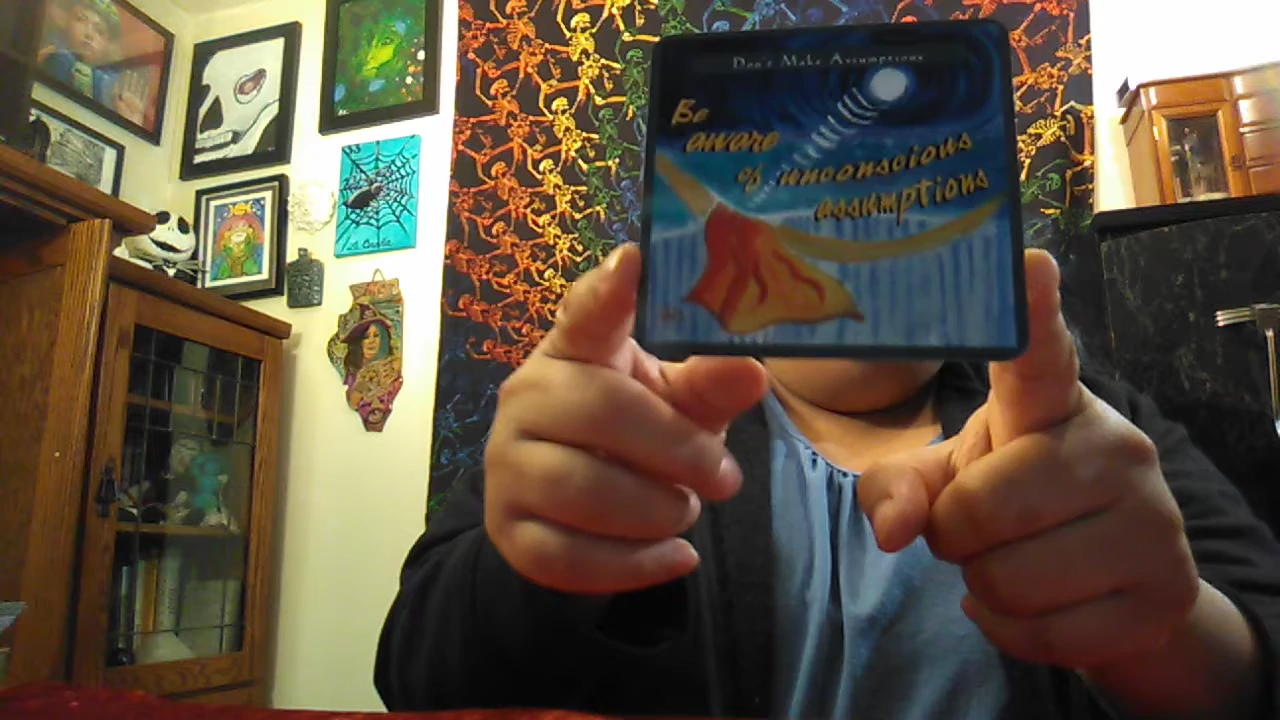 Don't Make Assumptions
Be
aware
of unconscious
assumptions